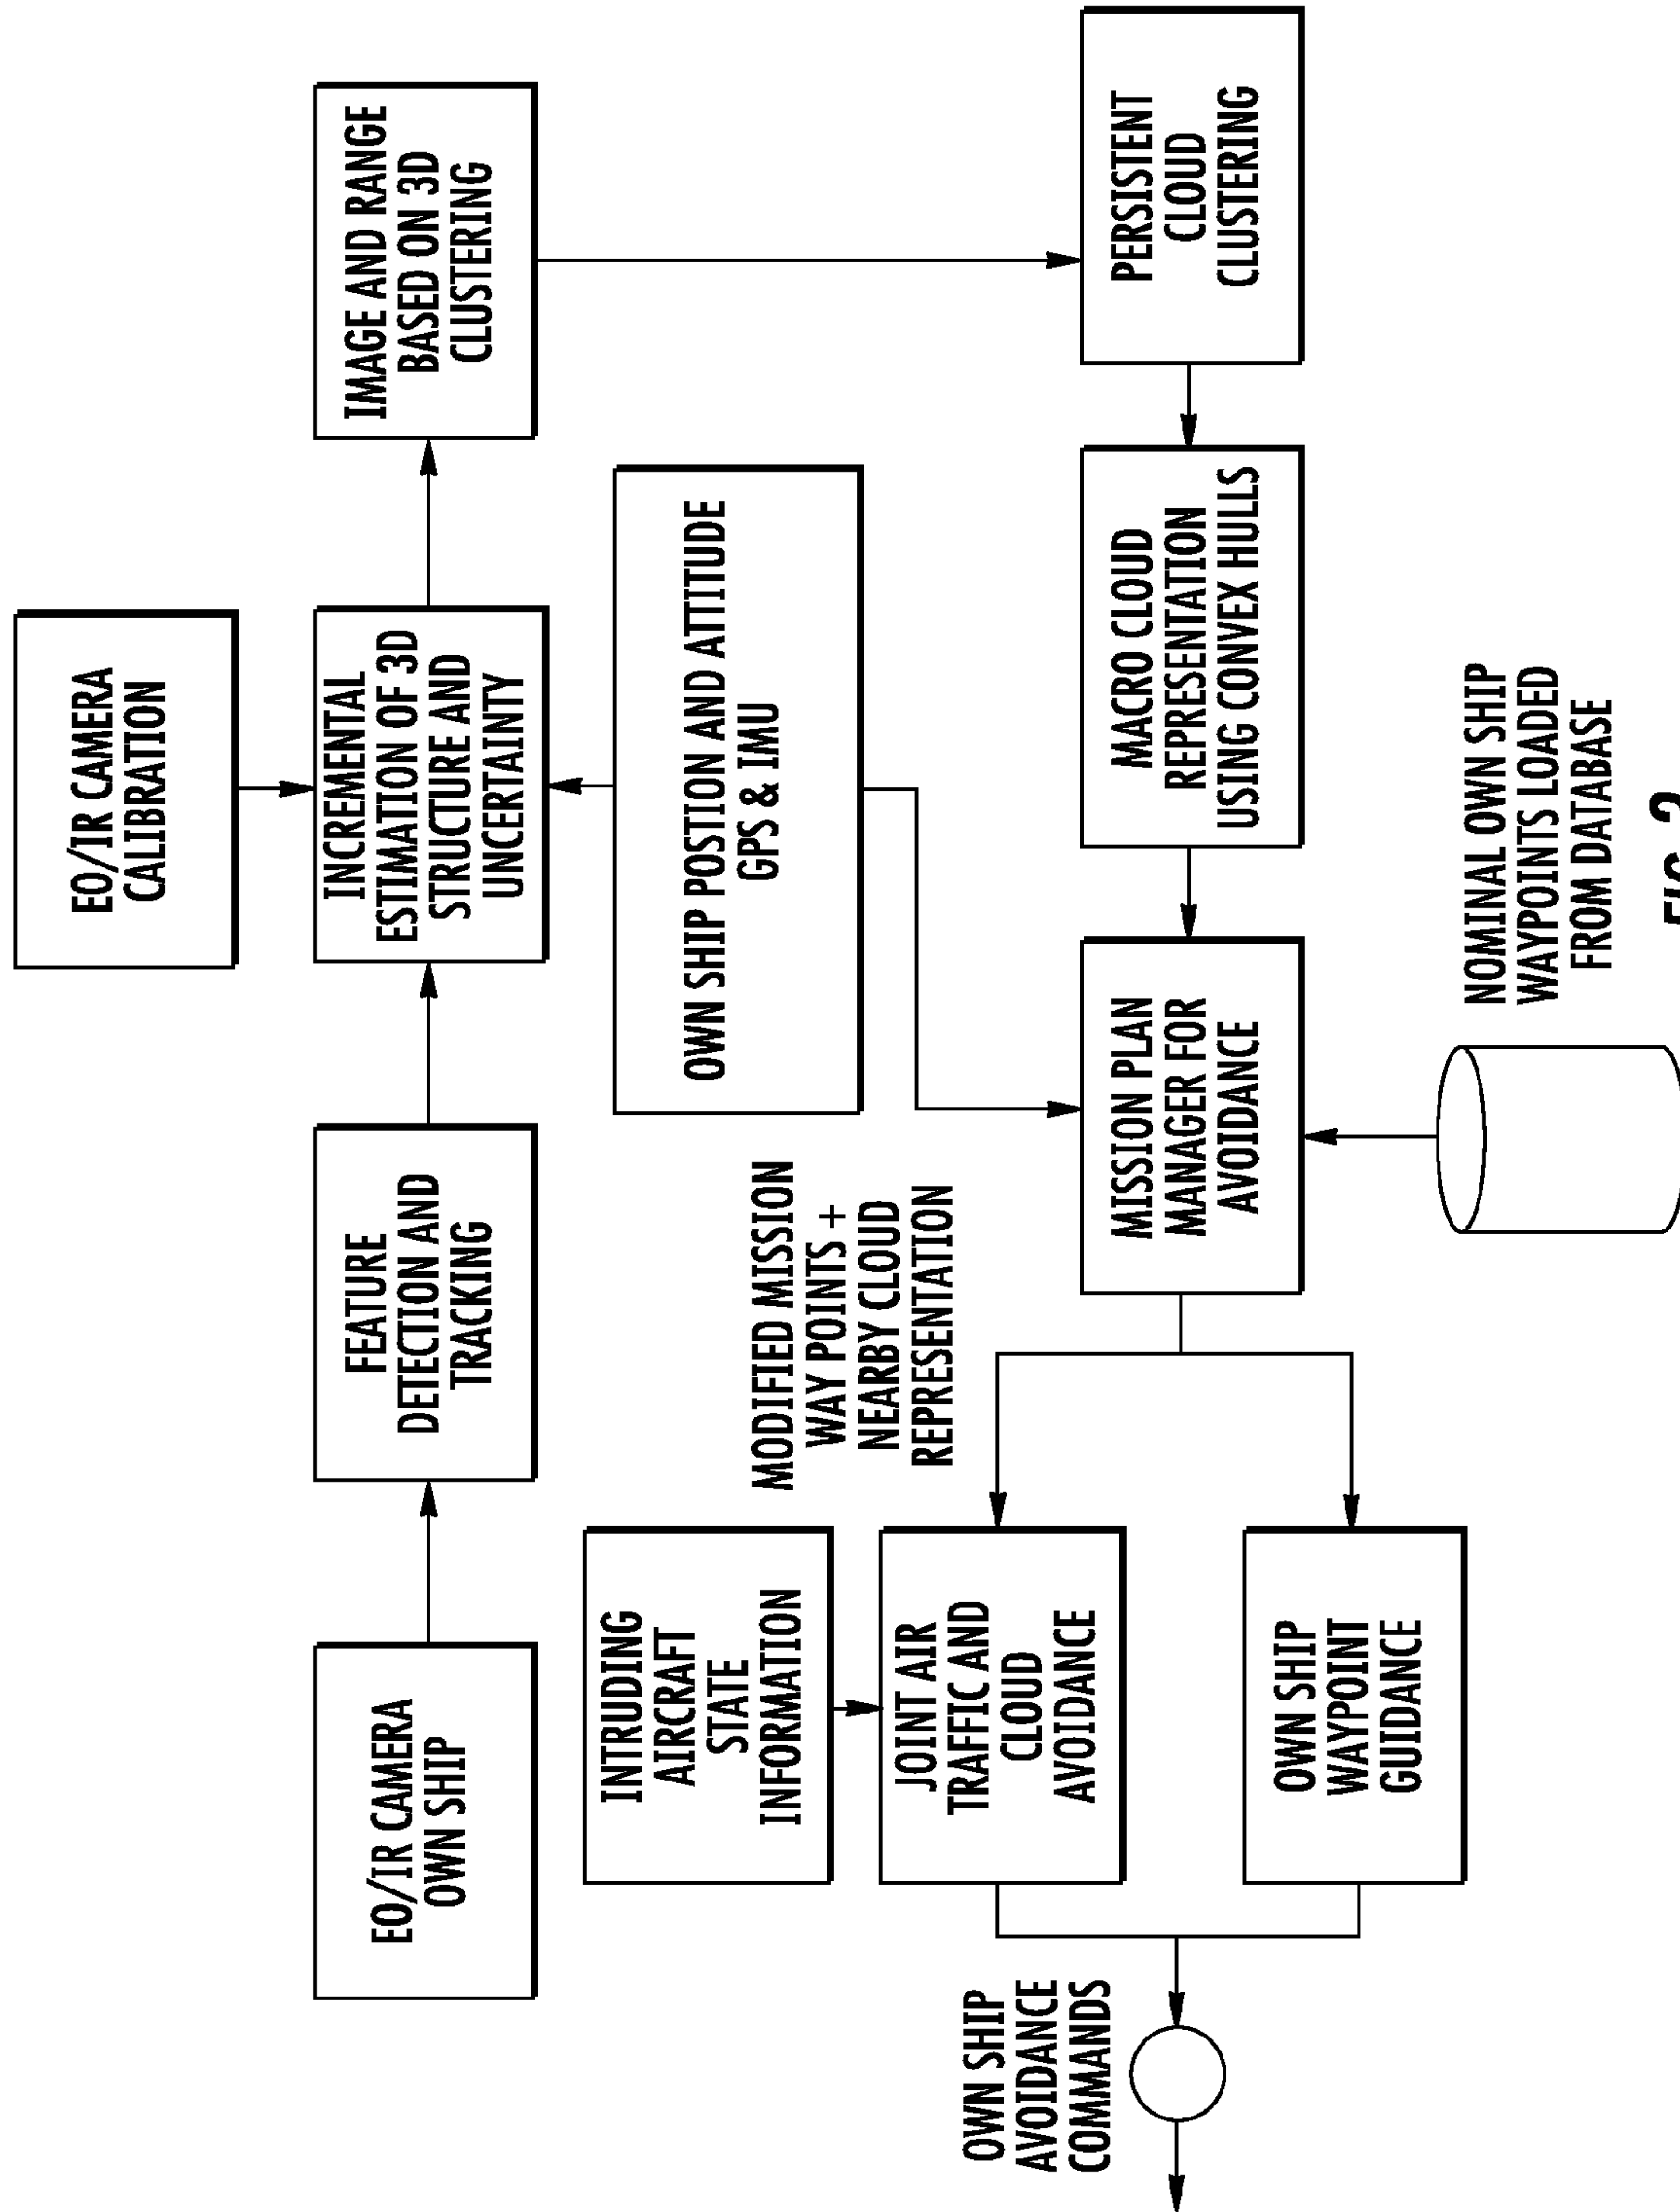 EO/IR CAMERA
CALIBRATION
EO/IR CAMERA
OWN SHIP
FEATURE
DETECTION AND
TRACKING
INCREMENTAL
ESTIMATION OF 3D
STRUCTURE AND
UNCERTAINTY
IMAGE AND RANGE
BASED ON 3D
CLUSTERING
OWN SHIP POSTION AND ATTITUDE
GPS & IMU
INTRUDING
AIRCRAFT
STATE
INFORMATION
MODIFIED MISSION
WAY POINTS +
NEARBY CLOUD
REPRESENTATION
OWN SHIP
AVOIDANCE
COMMANDS
JOINT AIR
TRAFFIC AND
CLOUD
AVOIDANCE
MISSION PLAN
MANAGER FOR
AVOIDANCE
MACRO CLOUD
REPRESENTATION
USING CONVEX HULLS
PERSISTENT
CLOUD
CLUSTERING
OWN SHIP
WAYPOINT
GUIDANCE
NOMINAL OWN SHIP
WAYPOINTS LOADED
FROM DATABASE